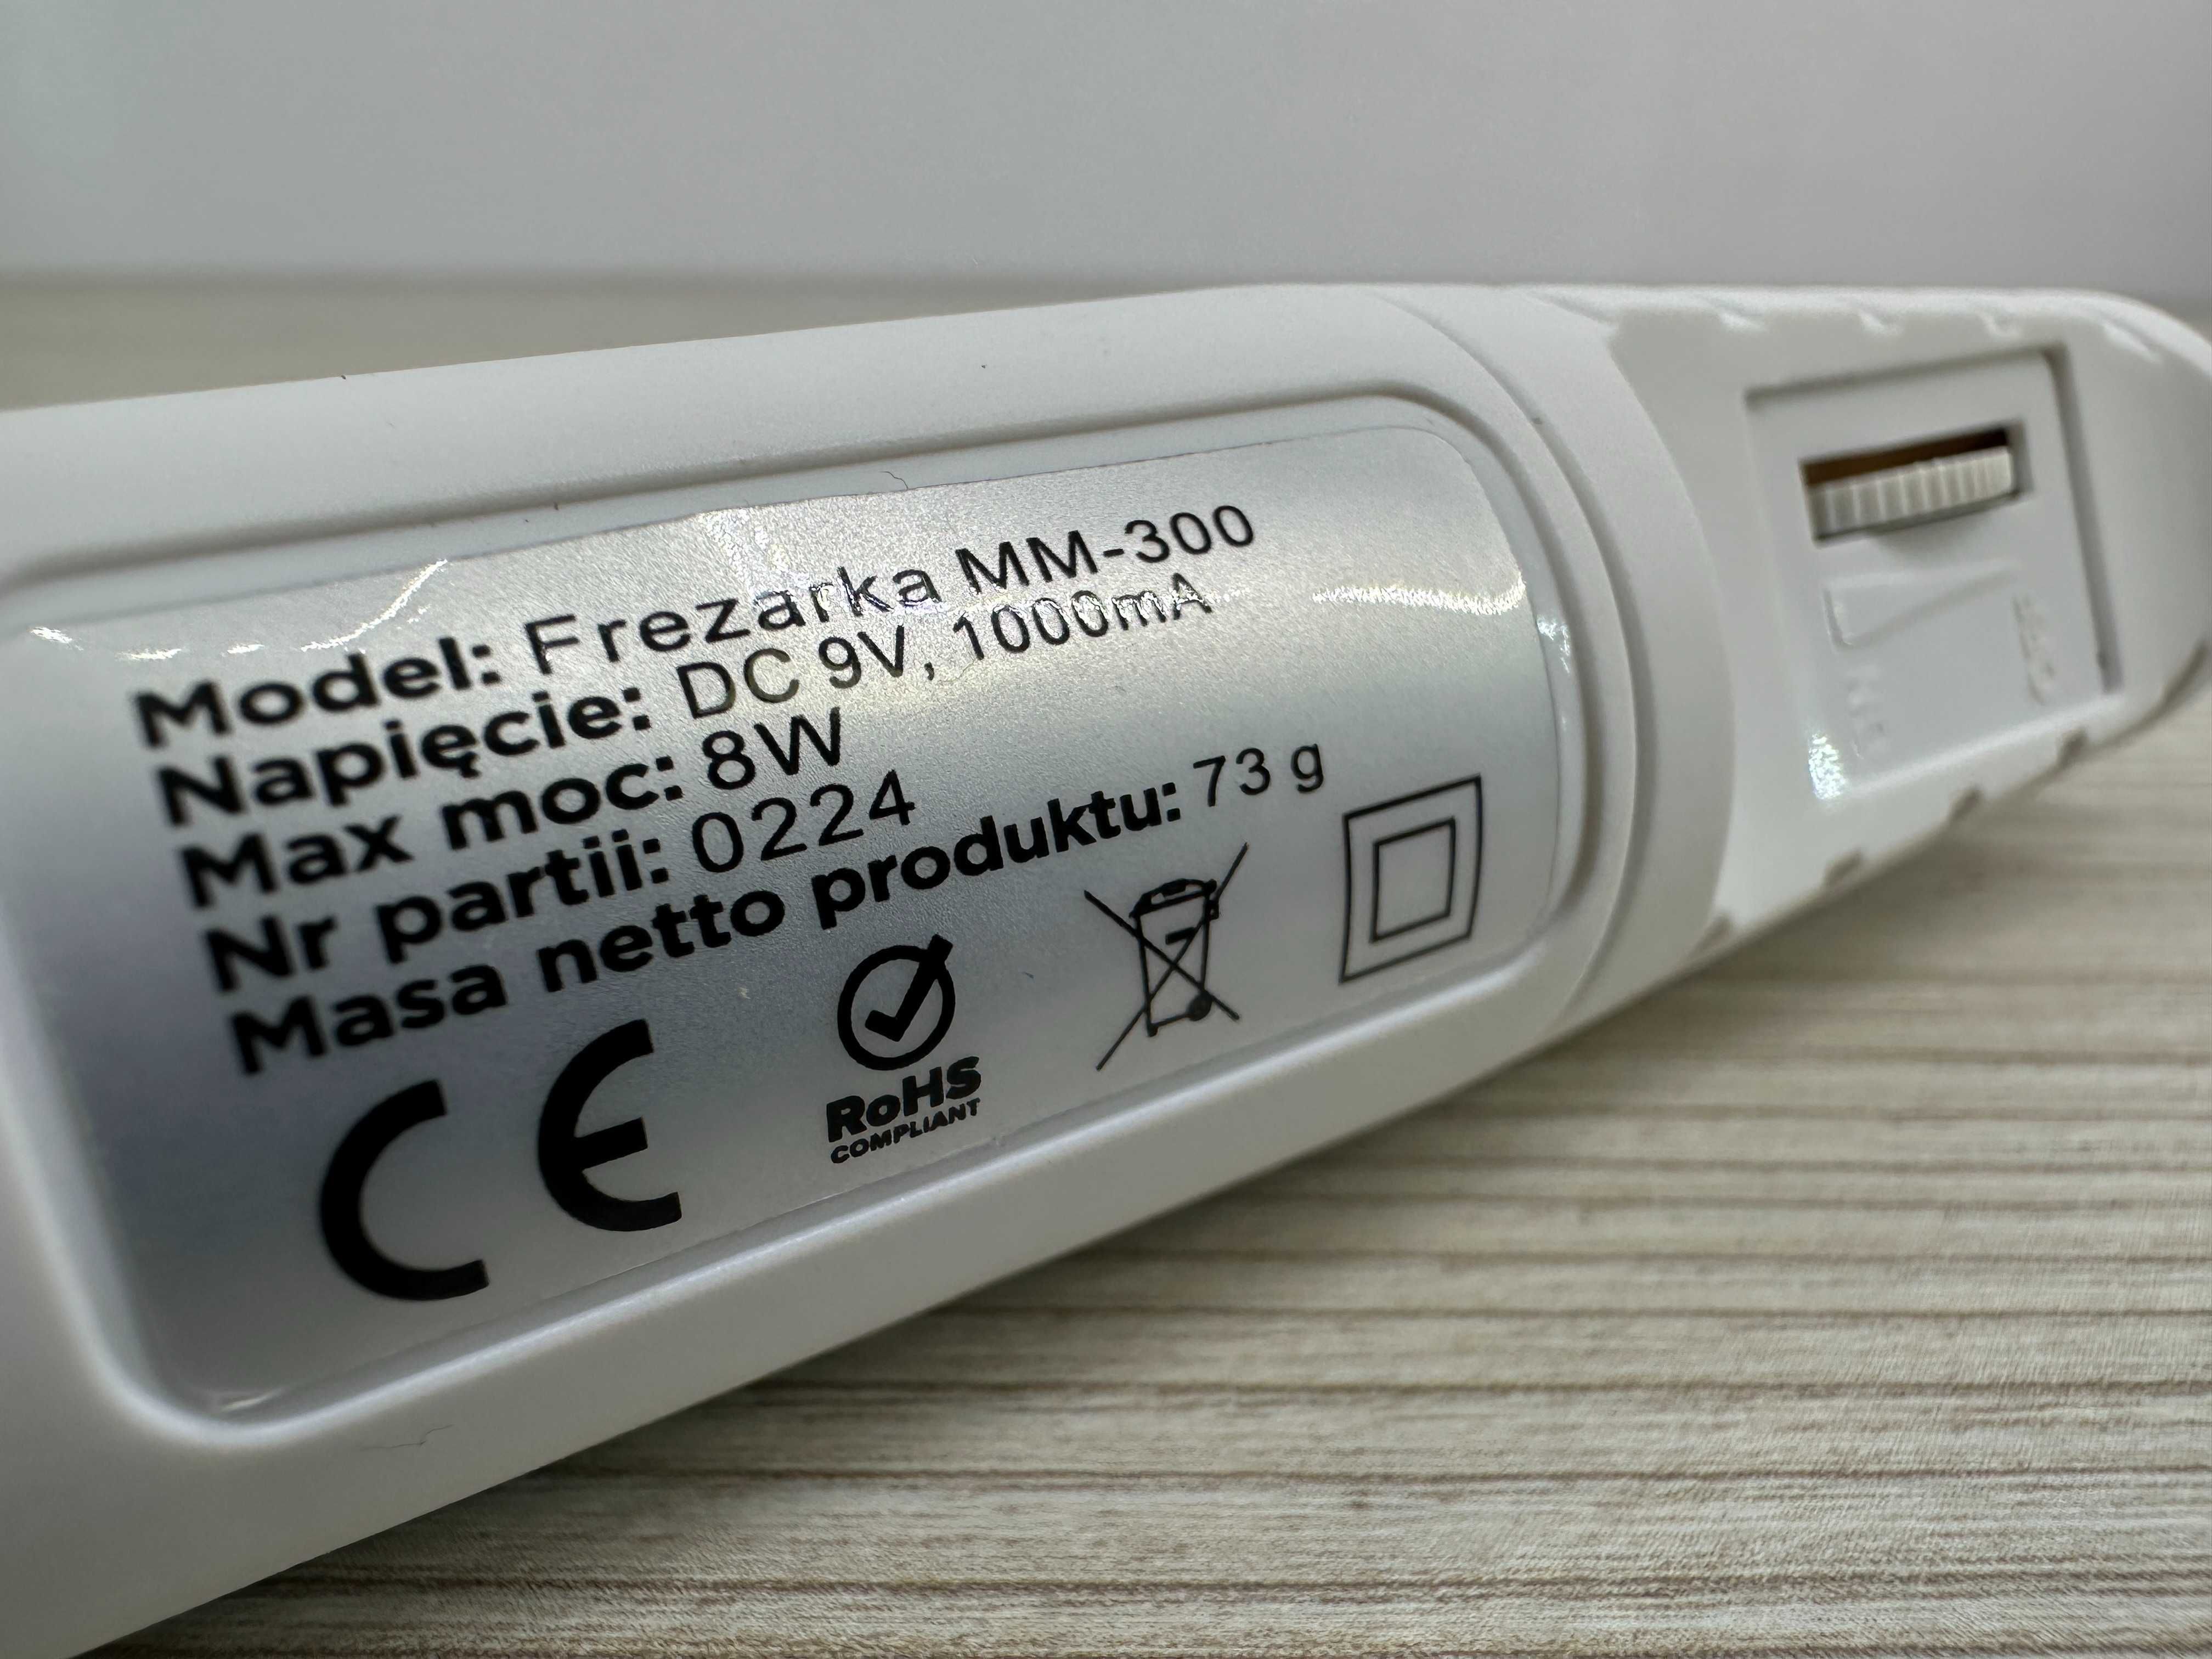 Model: Frezarka MM-300
Napięcie: DC 9V, 1000mA
Max moc: 8W
Nr partii: 0224
Masa netto produktu: 73 g
CE
RoHS
COMPLIANT